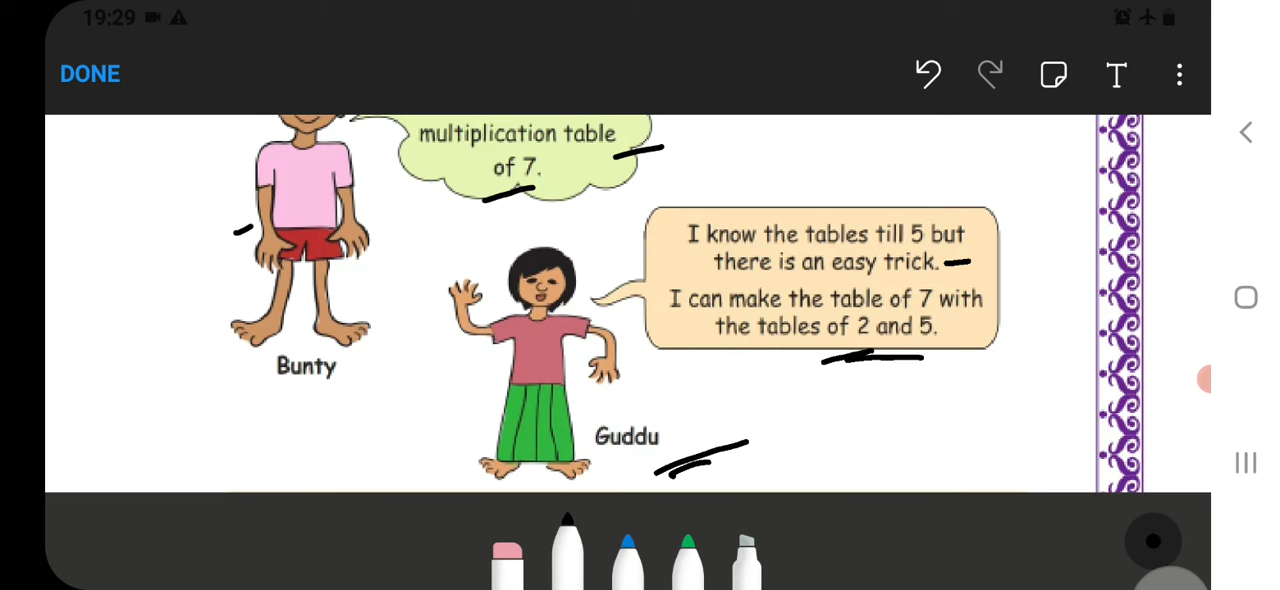 19:29
DONE
T
multiplication table
of 7.
I know the tables till 5 but
there is an easy trick.
I can make the table of 7 with
the tables of 2 and 5.
Bunty
Guddu